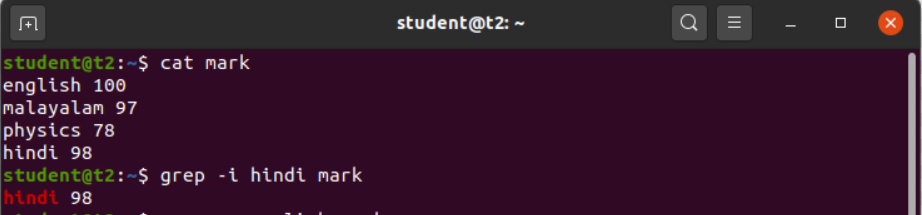 student@t2: ~
student@t2:~$ cat mark
english 100
malayalam 97
physics 78
hindi 98
student@t2:~$ grep -i hindi mark
hindi 98